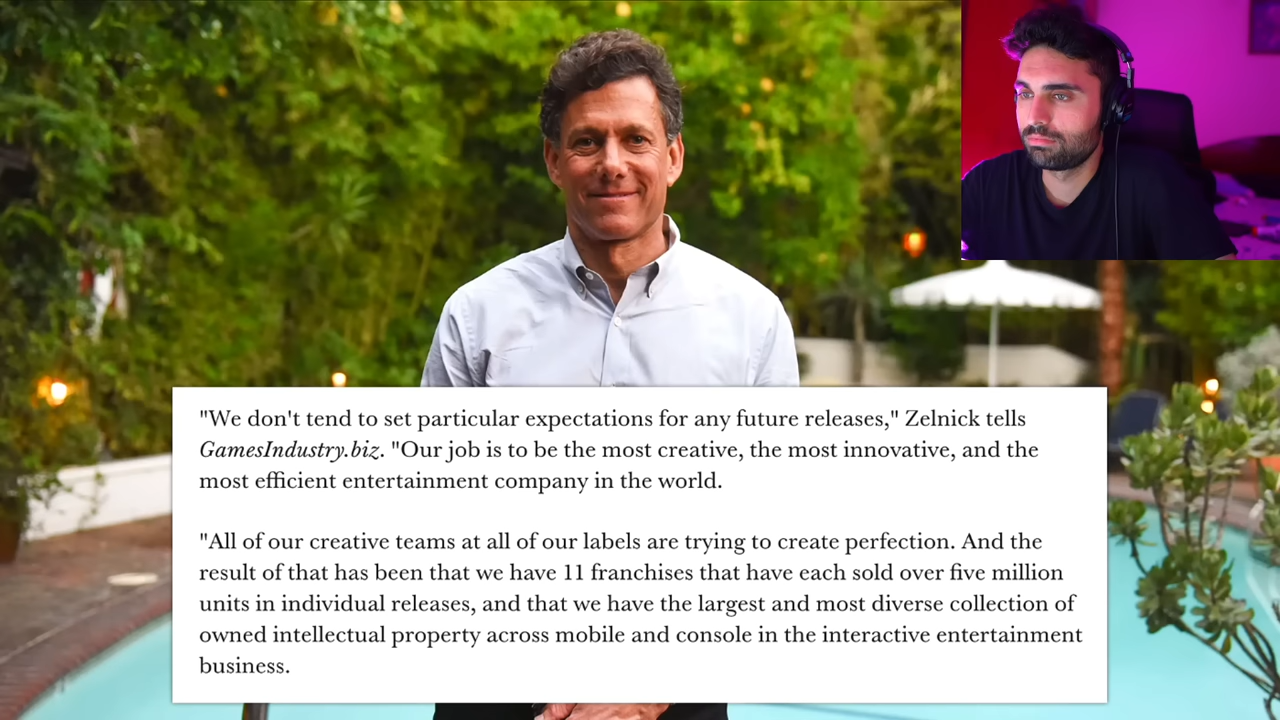 "We don't tend to set particular expectations for any future releases," Zelnick tells
GamesIndustry.biz. "Our job is to be the most creative, the most innovative, and the
most efficient entertainment company in the world.
"All of our creative teams at all of our labels are trying to create perfection. And the
result of that has been that we have 11 franchises that have each sold over five million
units in individual releases, and that we have the largest and most diverse collection of
owned intellectual property across mobile and console in the interactive entertainment
business.